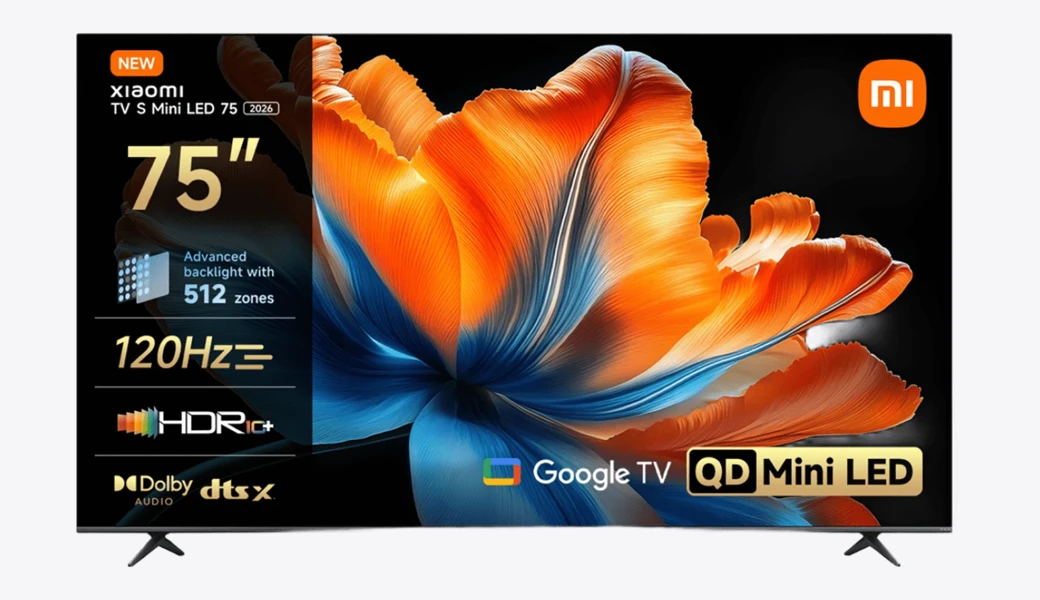 NEW
xiaomi
TV S Mini LED 75 2026
75"
Advanced
backlight with
512 zones
120Hz
HDR10+
Dolby
AUDIO
dts x
mi
Google TV
QD Mini LED